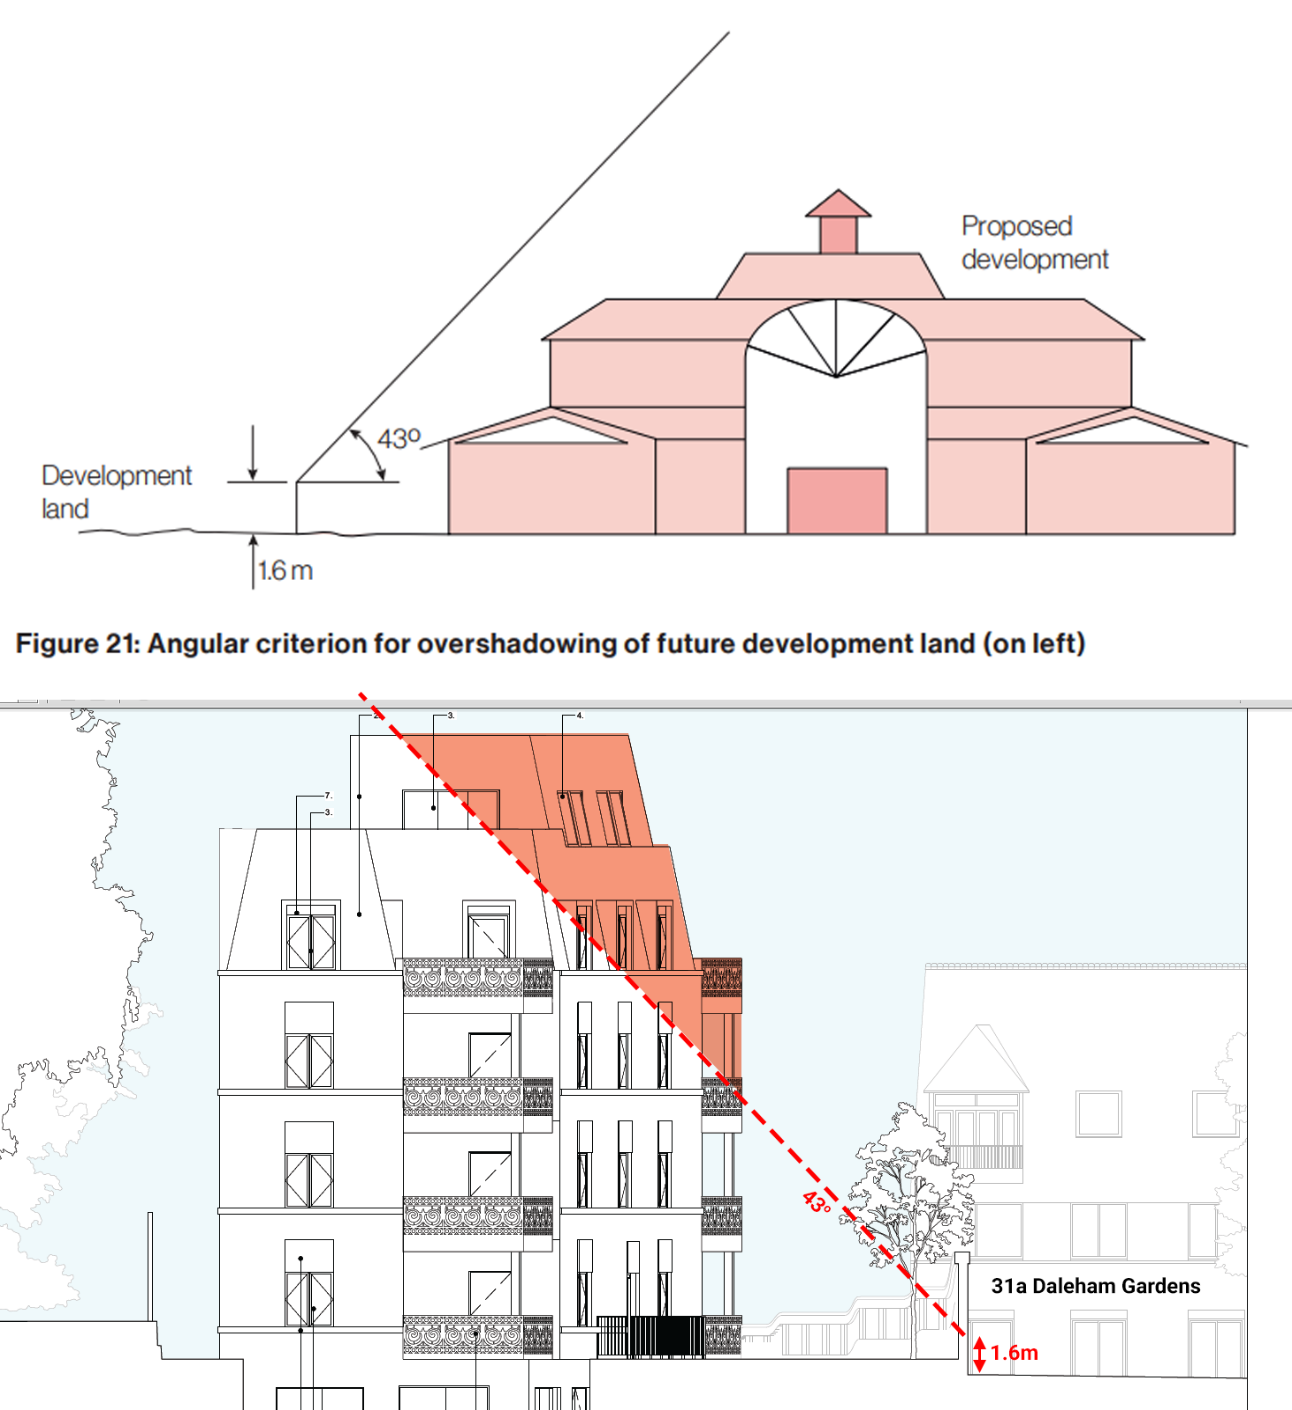 Proposed
development
43º
Development
land
1.6 m
Figure 21: Angular criterion for overshadowing of future development land (on left)
2.
3.
4.
7.
3.
43º
31a Daleham Gardens
1.6m